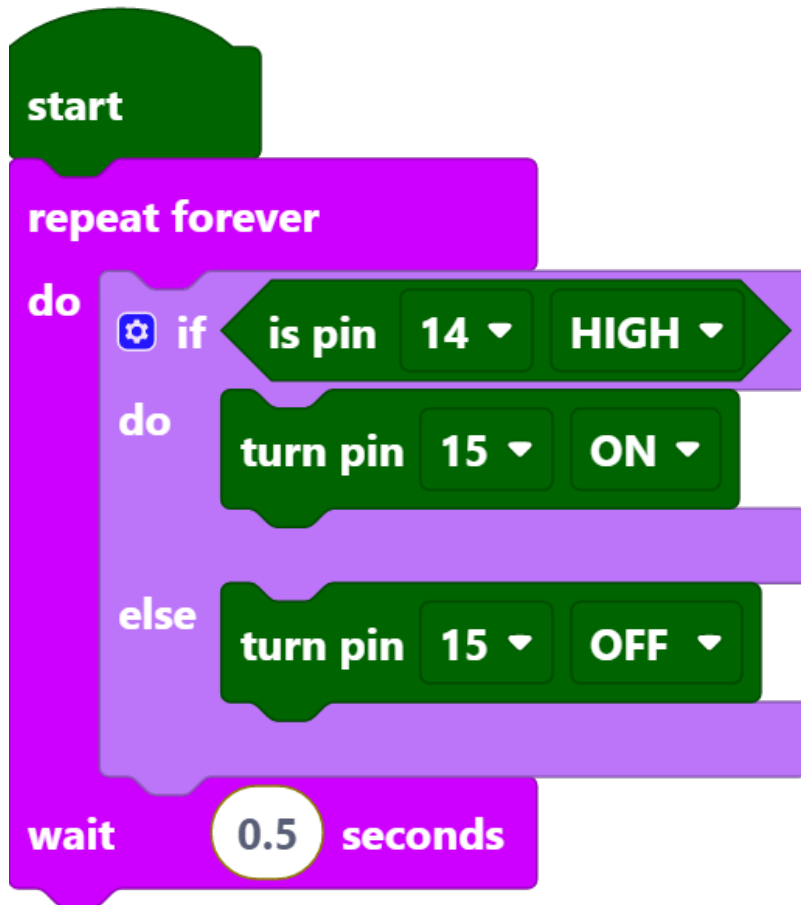 start
repeat forever
do
if is pin 14 HIGH
do
turn pin 15 ON
else
turn pin 15 OFF
wait 0.5 seconds